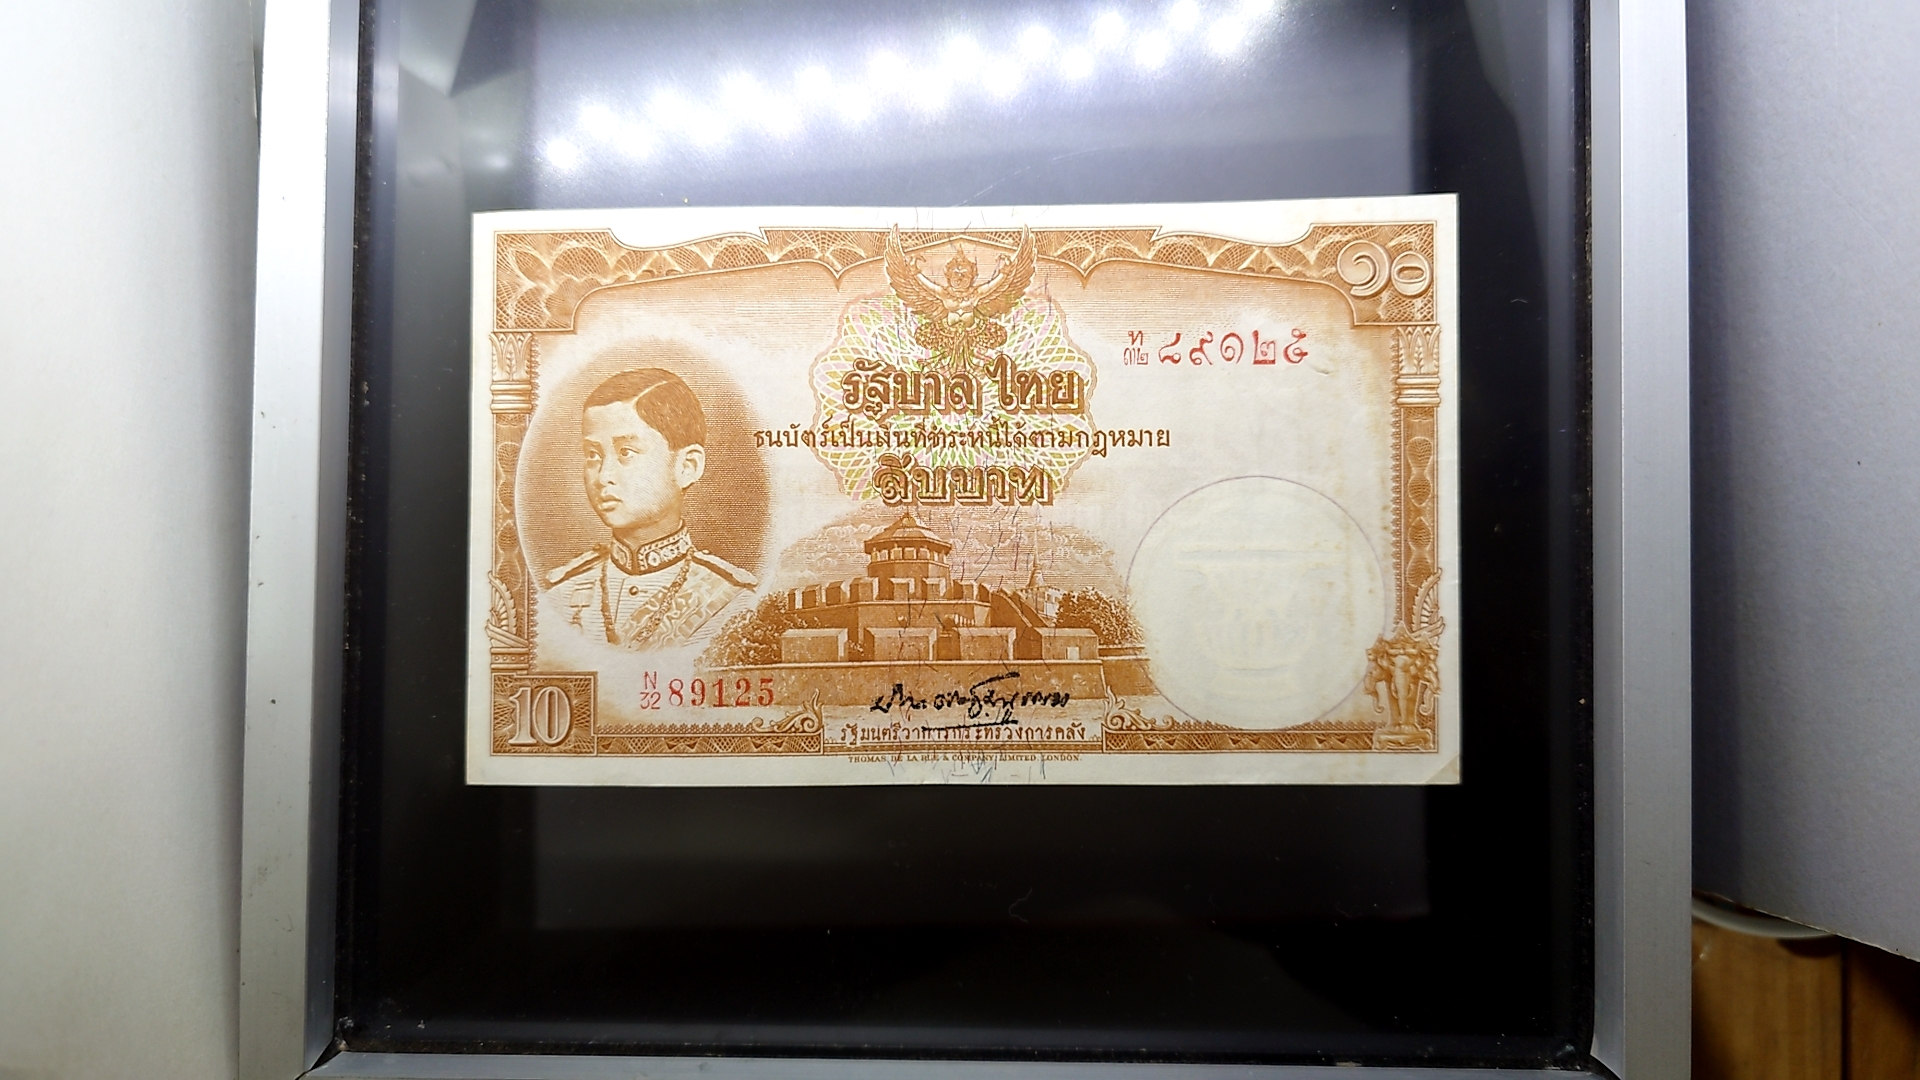 ๑๐
ท
๓๒ ๘๙๑๒๕
รัฐบาลไทย
ธนบัตร์เป็นเงินที่ชำระหนี้ได้ตามกฎหมาย
สิบบาท
N
32 89125
10
รัฐมนตรีว่าการกระทรวงการคลัง
THOMAS DE LA RUE & COMPANY, LIMITED, LONDON.